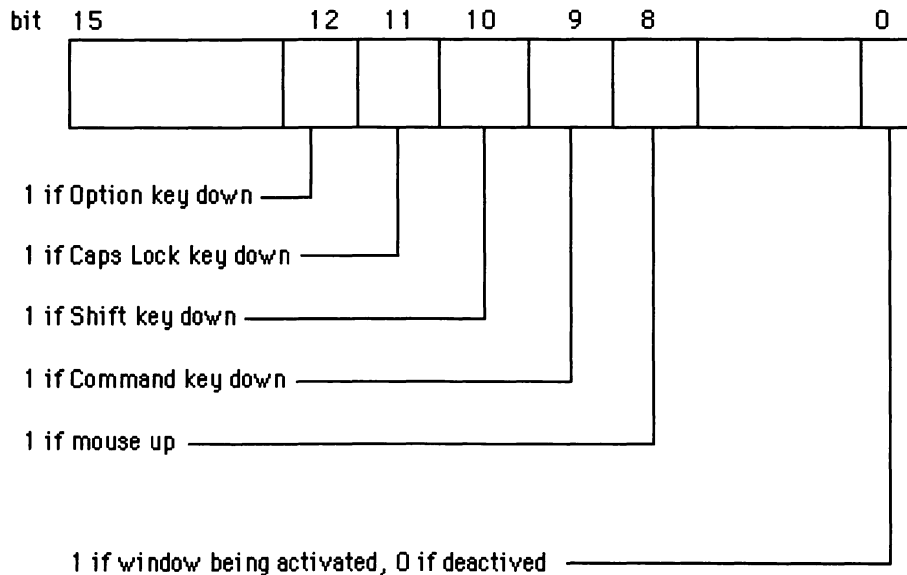 bit 15 12 11 10 9 8 0
1 if Option key down
1 if Caps Lock key down
1 if Shift key down
1 if Command key down
1 if mouse up
1 if window being activated, 0 if deactived